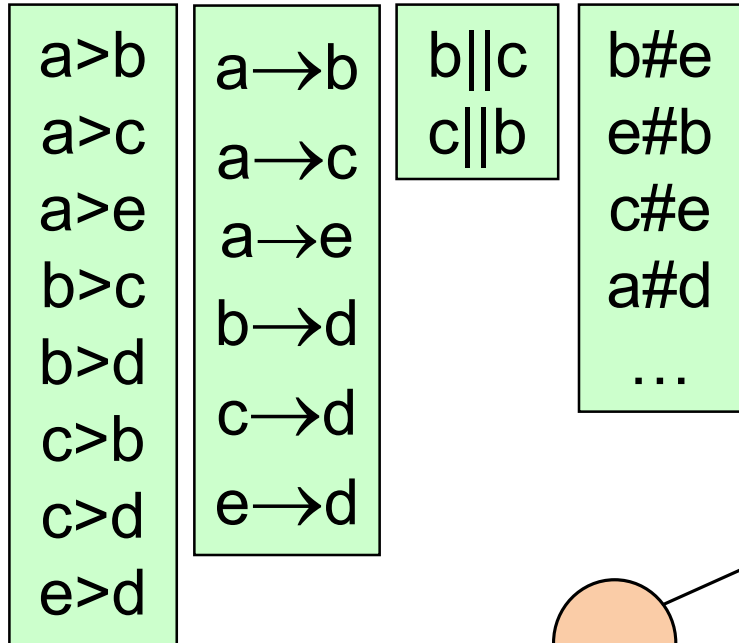 a>b
a>c
a>e
b>c
b>d
c>b
c>d
e>d
a→b
a→c
a→e
b→d
c→d
e→d
b||c
c||b
b#e
e#b
c#e
a#d
…